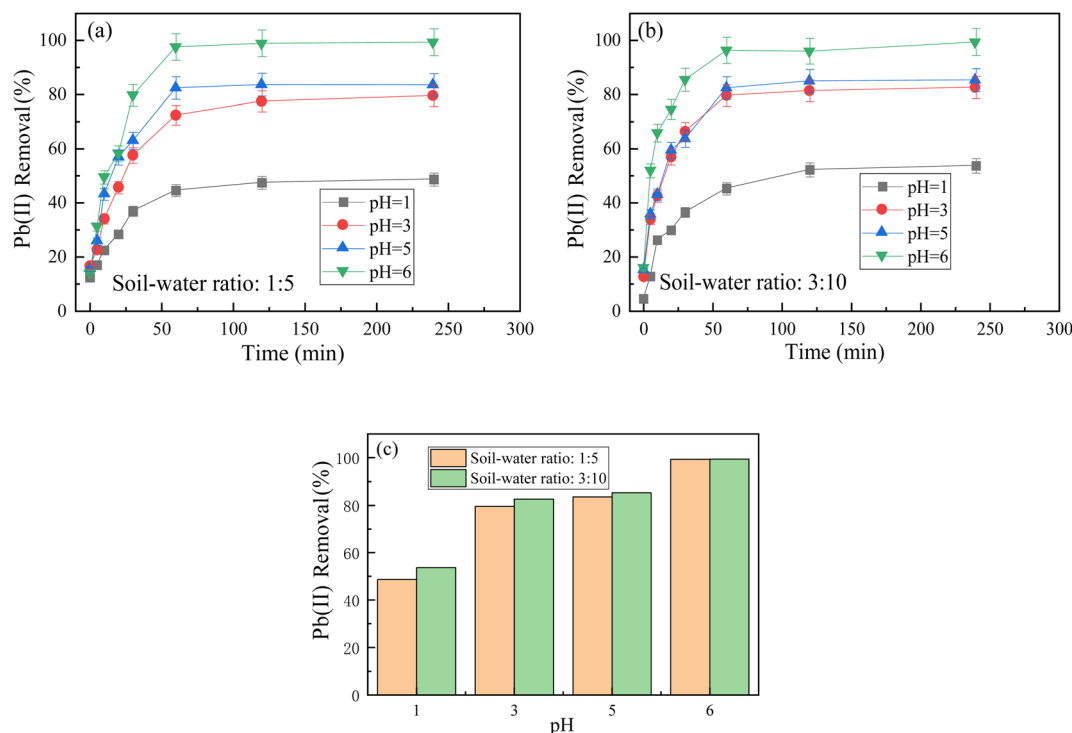 (a)
Pb(II) Removal(%)
100
80
60
40
20
0
pH=1
pH=3
pH=5
pH=6
Soil-water ratio: 1:5
0 50 100 150 200 250 300
Time (min)
(b)
Pb(II) Removal(%)
100
80
60
40
20
0
pH=1
pH=3
pH=5
pH=6
Soil-water ratio: 3:10
0 50 100 150 200 250 300
Time (min)
(c)
Pb(II) Removal(%)
100
80
60
40
20
0
Soil-water ratio: 1:5
Soil-water ratio: 3:10
1 3 5 6
pH